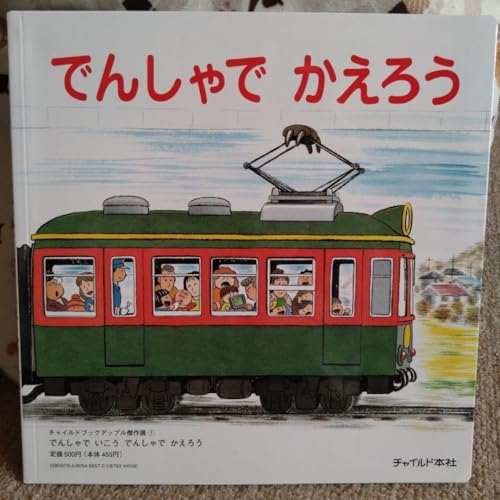 でんしゃで かえろう
チャイルドブックアップル傑作選①
でんしゃで いこう でんしゃで かえろう
定価500円(本体 455円)
チャイルド本社